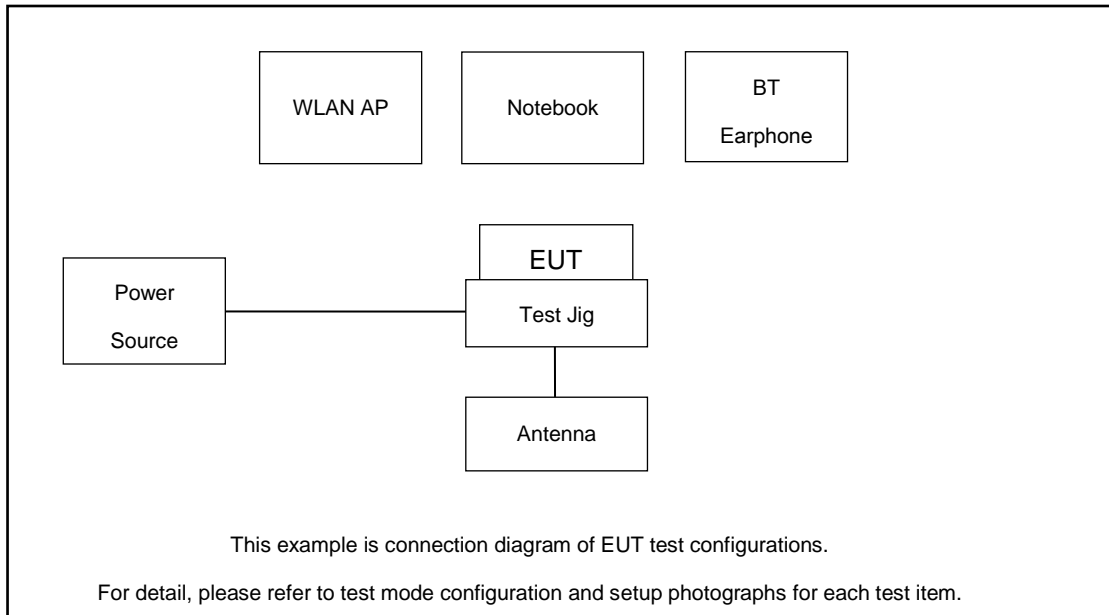 WLAN AP
Notebook
BT
Earphone
EUT
Power
Source
Test Jig
Antenna
This example is connection diagram of EUT test configurations.
For detail, please refer to test mode configuration and setup photographs for each test item.